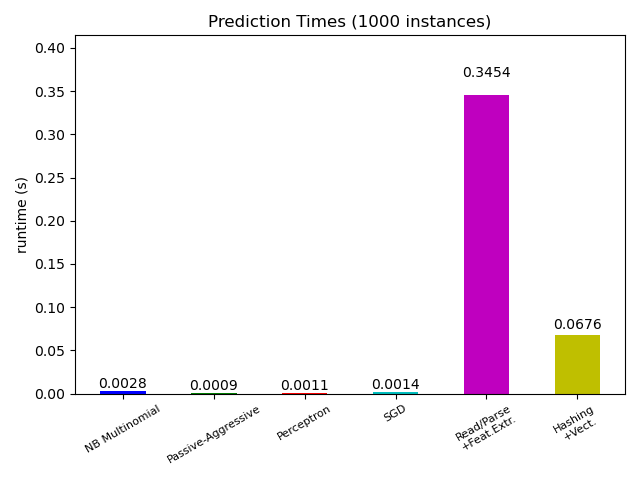 Prediction Times (1000 instances)
0.40
0.35
0.30
0.25
0.20
0.15
0.10
0.05
0.00
runtime (s)
0.0028
0.0009
0.0011
0.0014
0.3454
0.0676
NB Multinomial
Passive-Aggressive
Perceptron
SGD
Read/Parse
+Feat.Extr.
Hashing
+Vect.